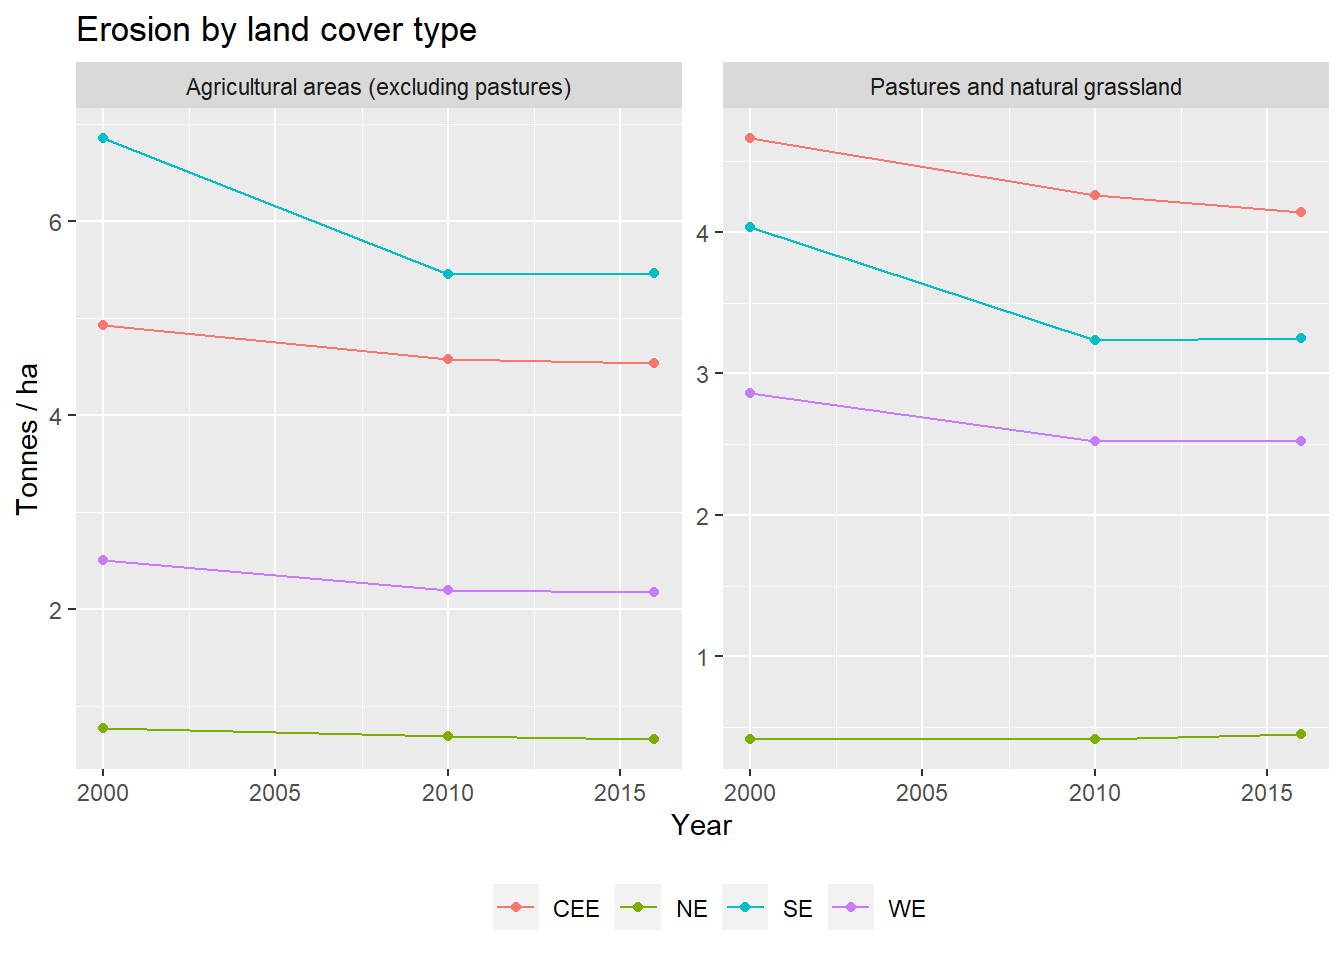 Erosion by land cover type
Agricultural areas (excluding pastures)
Pastures and natural grassland
Tonnes / ha
6
4
2
4
3
2
1
2000 2005 2010 2015
2000 2005 2010 2015
Year
CEE NE SE WE